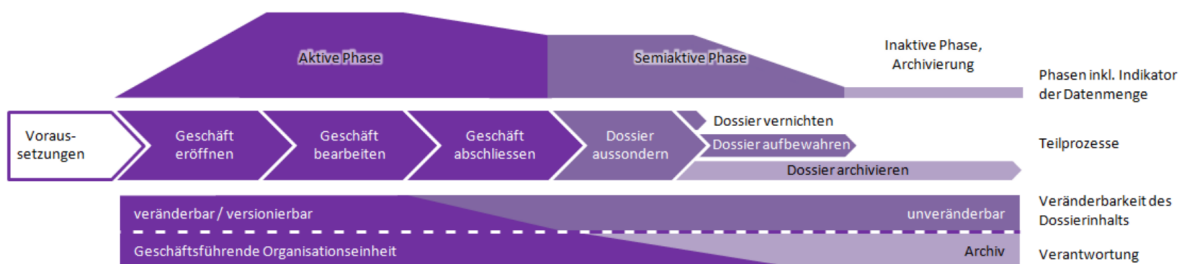 Aktive Phase
Semiaktive Phase
Inaktive Phase,
Archivierung
Phasen inkl. Indikator
der Datenmenge
Voraus-
setzungen
Geschäft
eröffnen
Geschäft
bearbeiten
Geschäft
abschliessen
Dossier
aussondern
Dossier vernichten
Dossier aufbewahren
Dossier archivieren
Teilprozesse
veränderbar / versionierbar
unveränderbar
Veränderbarkeit des
Dossierinhalts
Geschäftsführende Organisationseinheit
Archiv
Verantwortung